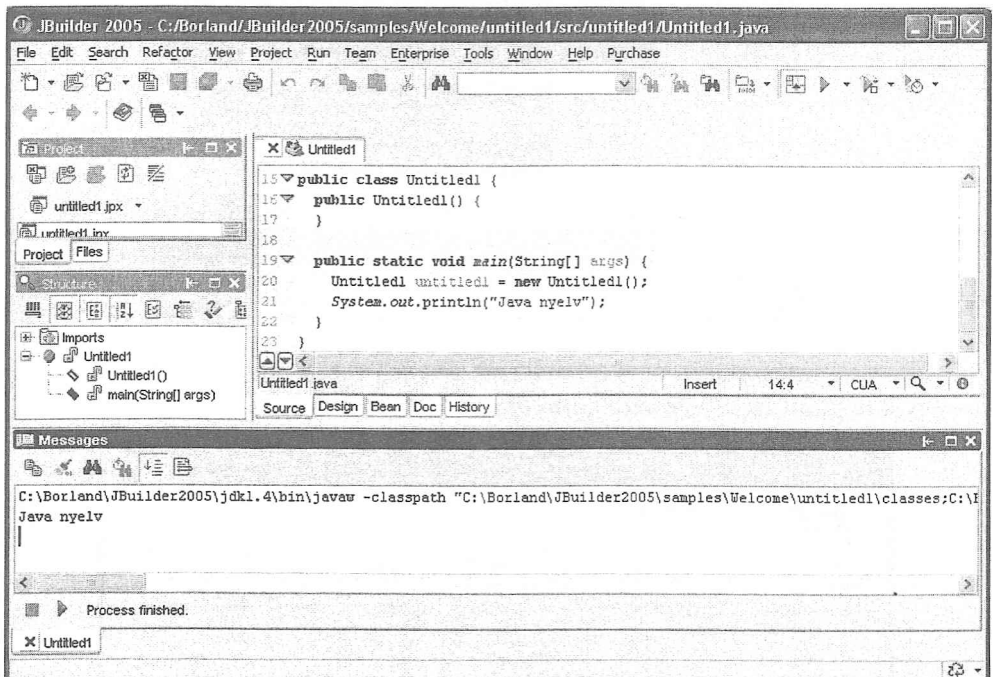 JBuilder 2005 - C:/Borland/JBuilder2005/samples/Welcome/untitled1/src/untitled1/Untitled1.java
File Edit Search Refactor View Project Run Team Enterprise Tools Window Help Purchase
Project
untitled1.jpx
untitled1.jpx
Project Files
Structure
Imports
Untitled1
Untitled1()
main(String[] args)
Untitled1
15 public class Untitled1 {
16 public Untitled1() {
17 }
18
19 public static void main(String[] args) {
20 Untitled1 untitled1 = new Untitled1();
21 System.out.println("Java nyelv");
22 }
23 }
Untitled1.java Insert 14:4 CUA
Source Design Bean Doc History
Messages
C:\Borland\JBuilder2005\jdk1.4\bin\javaw -classpath "C:\Borland\JBuilder2005\samples\Welcome\untitled1\classes;C:\
Java nyelv
Process finished.
Untitled1